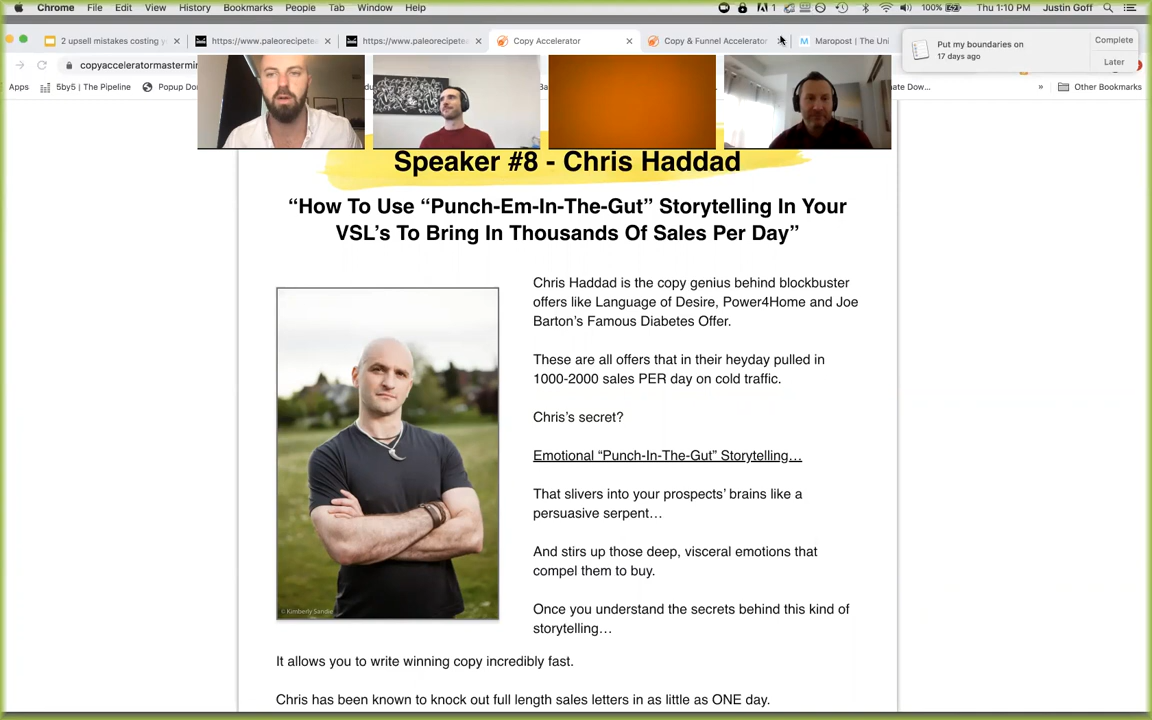 Chrome File Edit View History Bookmarks People Tab Window Help 1 100% Thu 1:10 PM Justin Goff
2 upsell mistakes costing y
https://www.paleorecipete
https://www.paleorecipete
Copy Accelerator
Copy & Funnel Accelerator
Maropost | The Uni
Put my boundaries on
17 days ago
Complete
Later
copyacceleratormastermin
Apps 5by5 | The Pipeline Popup Do
ate Dow... » Other Bookmarks
Speaker #8 - Chris Haddad
“How To Use “Punch-Em-In-The-Gut” Storytelling In Your
VSL’s To Bring In Thousands Of Sales Per Day”
Chris Haddad is the copy genius behind blockbuster
offers like Language of Desire, Power4Home and Joe
Barton’s Famous Diabetes Offer.
These are all offers that in their heyday pulled in
1000-2000 sales PER day on cold traffic.
Chris’s secret?
Emotional “Punch-In-The-Gut” Storytelling…
That slivers into your prospects’ brains like a
persuasive serpent…
And stirs up those deep, visceral emotions that
compel them to buy.
Once you understand the secrets behind this kind of
storytelling…
© Kimberly Sandie
It allows you to write winning copy incredibly fast.
Chris has been known to knock out full length sales letters in as little as ONE day.